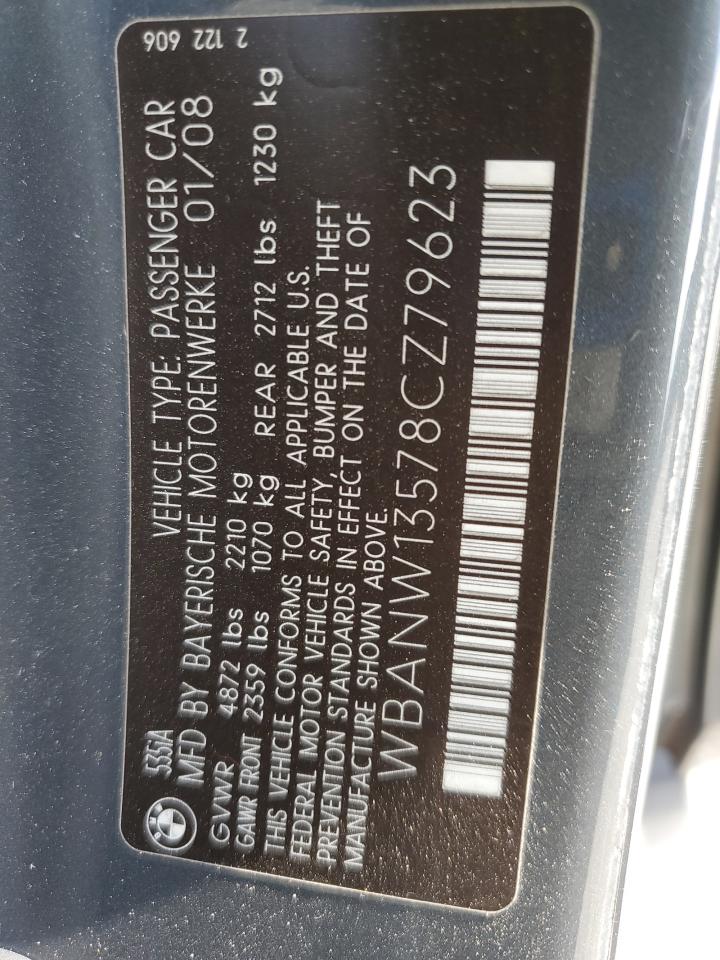 2 122 606
335iA VEHICLE TYPE: PASSENGER CAR
MFD BY BAYERISCHE MOTORENWERKE 01/08
GVWR 4872 lbs 2210 kg
GAWR FRONT 2359 lbs 1070 kg REAR 2712 lbs 1230 kg
THIS VEHICLE CONFORMS TO ALL APPLICABLE U.S.
FEDERAL MOTOR VEHICLE SAFETY, BUMPER AND THEFT
PREVENTION STANDARDS IN EFFECT ON THE DATE OF
MANUFACTURE SHOWN ABOVE.
WBANW13578CZ79623